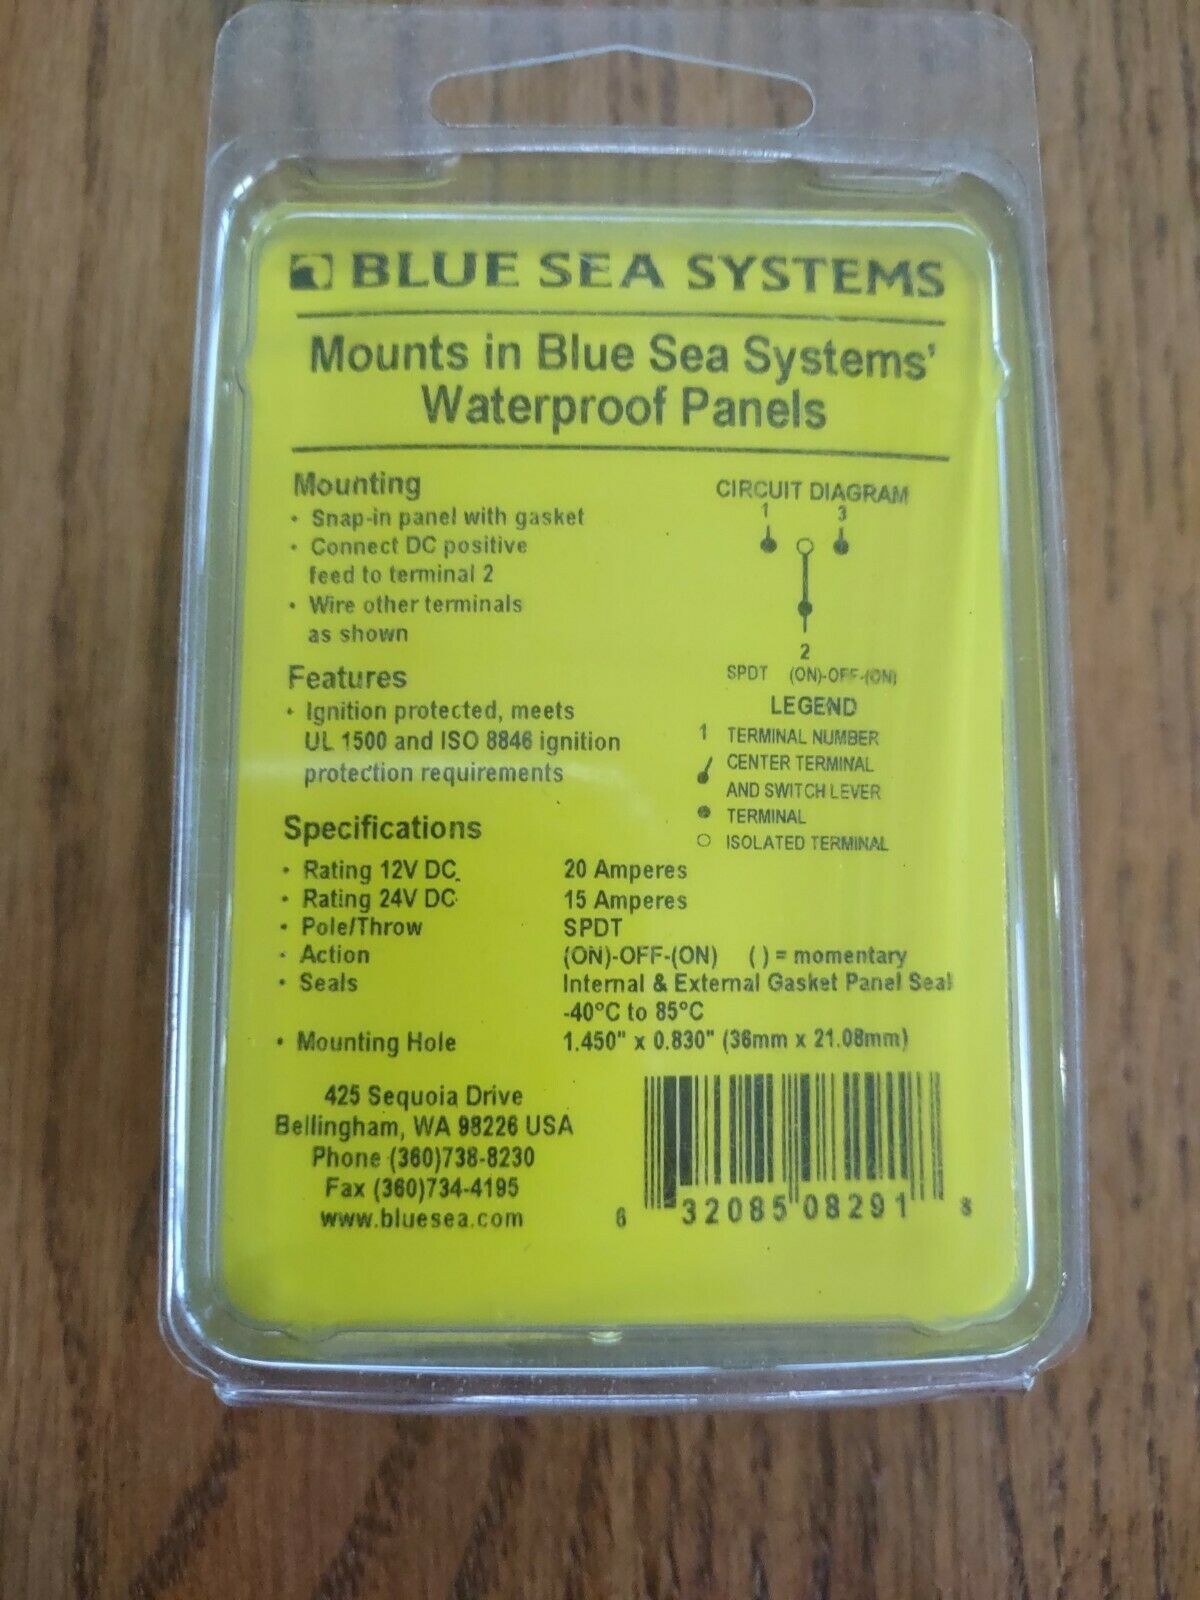 BLUE SEA SYSTEMS
Mounts in Blue Sea Systems'
Waterproof Panels
Mounting
• Snap-in panel with gasket
• Connect DC positive
feed to terminal 2
• Wire other terminals
as shown
Features
• Ignition protected, meets
UL 1500 and ISO 8846 ignition
protection requirements
CIRCUIT DIAGRAM
1 3
2
SPDT (ON)-OFF-(ON)
LEGEND
1 TERMINAL NUMBER
CENTER TERMINAL
AND SWITCH LEVER
TERMINAL
ISOLATED TERMINAL
Specifications
• Rating 12V DC 20 Amperes
• Rating 24V DC 15 Amperes
• Pole/Throw SPDT
• Action (ON)-OFF-(ON) ( ) = momentary
• Seals Internal & External Gasket Panel Seal
-40°C to 85°C
• Mounting Hole 1.450" x 0.830" (36mm x 21.08mm)
425 Sequoia Drive
Bellingham, WA 98226 USA
Phone (360)738-8230
Fax (360)734-4195
www.bluesea.com
6 32085 08291 8